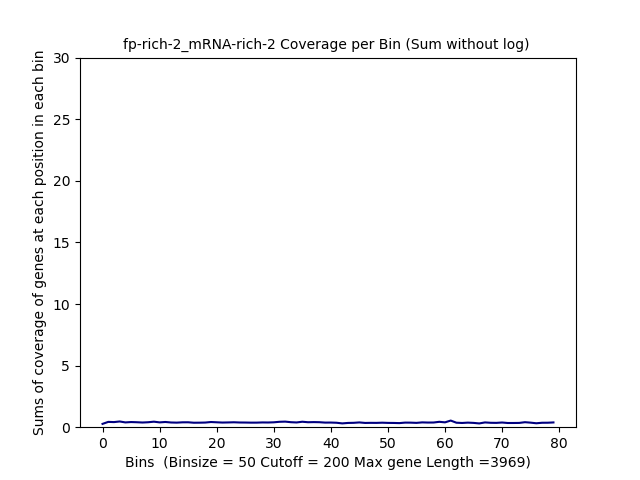 fp-rich-2_mRNA-rich-2 Coverage per Bin (Sum without log)
Sums of coverage of genes at each position in each bin
30
25
20
15
10
5
0
0 10 20 30 40 50 60 70 80
Bins  (Binsize = 50 Cutoff = 200 Max gene Length =3969)